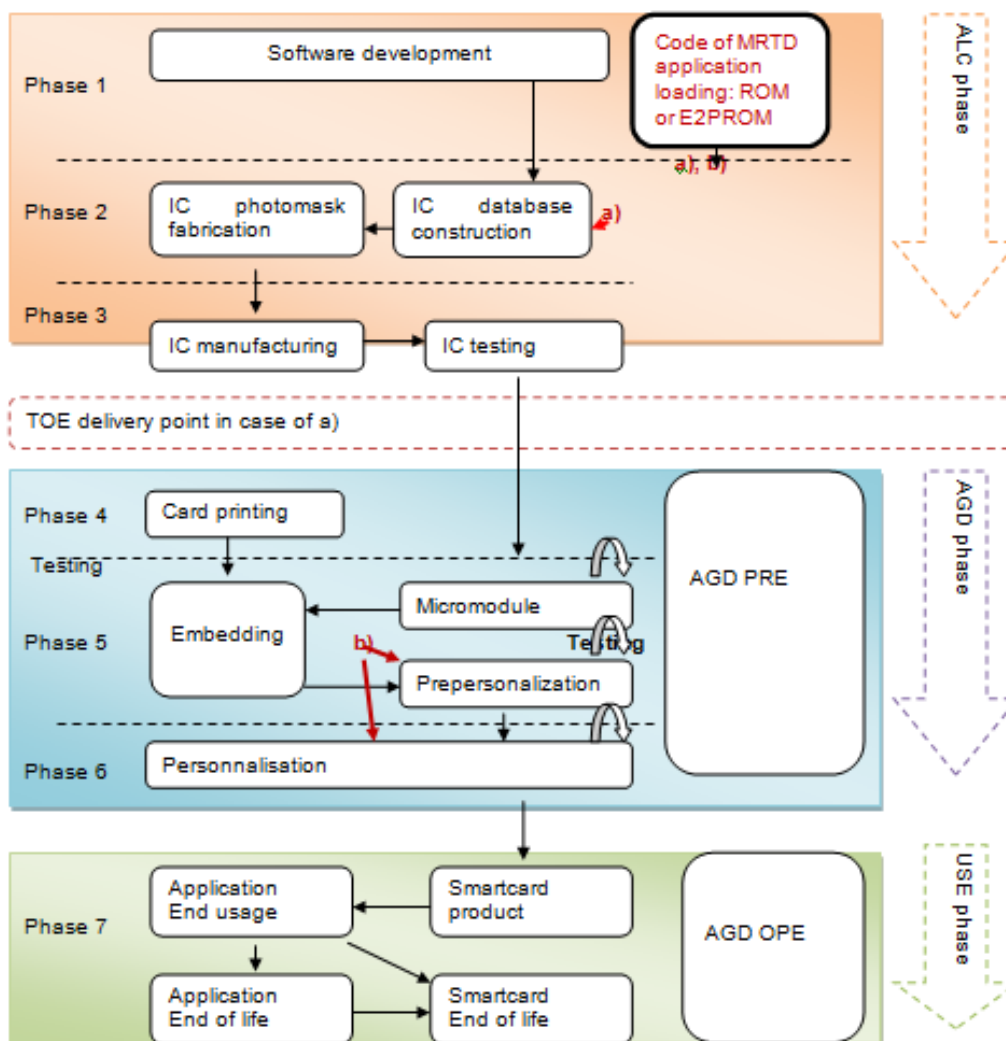 Software development
Code of MRTD
application
loading: ROM
or E2PROM
ALC phase
Phase 1
a), b)
Phase 2
IC photomask
fabrication
IC database
construction
a)
Phase 3
IC manufacturing
IC testing
TOE delivery point in case of a)
Phase 4
Card printing
AGD phase
Testing
AGD PRE
Micromodule
Embedding
Phase 5
b)
Testing
Prepersonalization
Personnalisation
Phase 6
Application
End usage
Smartcard
product
USE phase
Phase 7
AGD OPE
Application
End of life
Smartcard
End of life